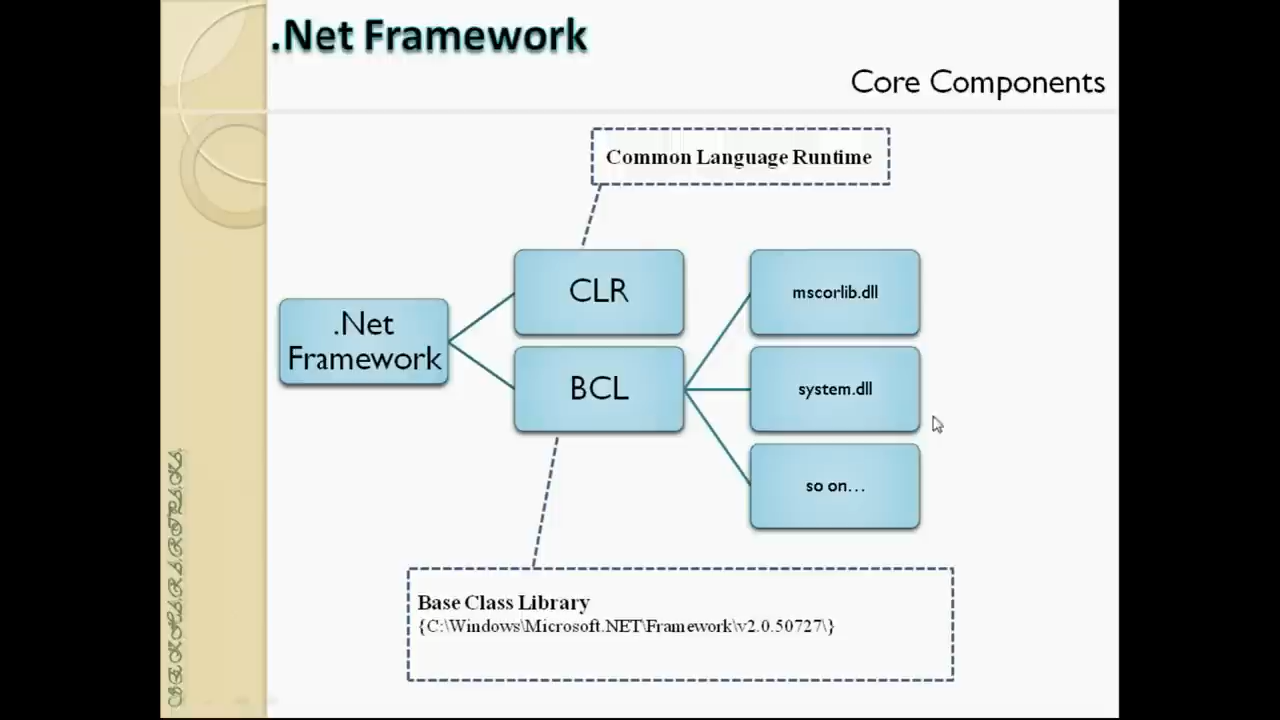 .Net Framework
Core Components
Common Language Runtime
CLR
mscorlib.dll
.Net
Framework
BCL
system.dll
so on...
Base Class Library
{C:\Windows\Microsoft.NET\Framework\v2.0.50727\}